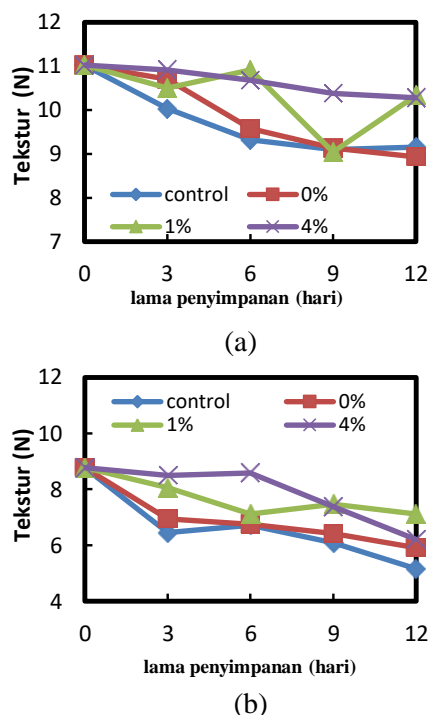 12
11
10
9
8
7
Tekstur (N)
control 0%
1% 4%
0 3 6 9 12
lama penyimpanan (hari)
(a)
12
10
8
6
4
Tekstur (N)
control 0%
1% 4%
0 3 6 9 12
lama penyimpanan (hari)
(b)